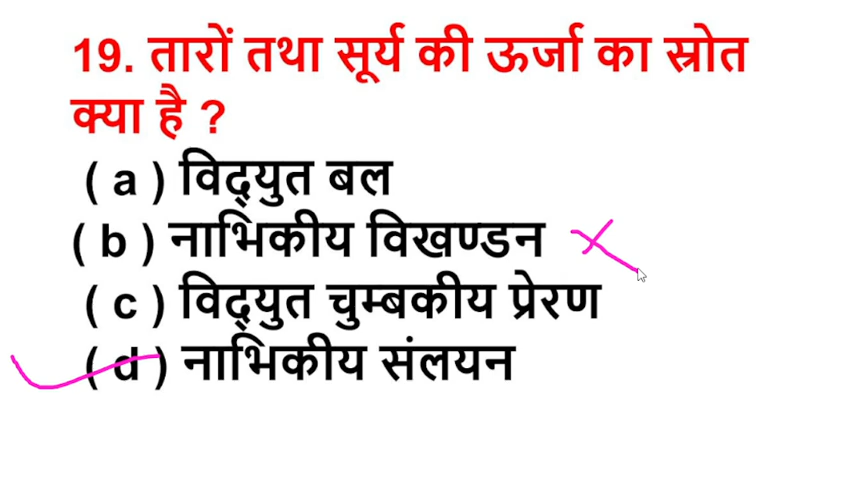 19. तारों तथा सूर्य की ऊर्जा का स्रोत
क्या है ?
( a ) विद्युत बल
( b ) नाभिकीय विखण्डन
( c ) विद्युत चुम्बकीय प्रेरण
( d ) नाभिकीय संलयन